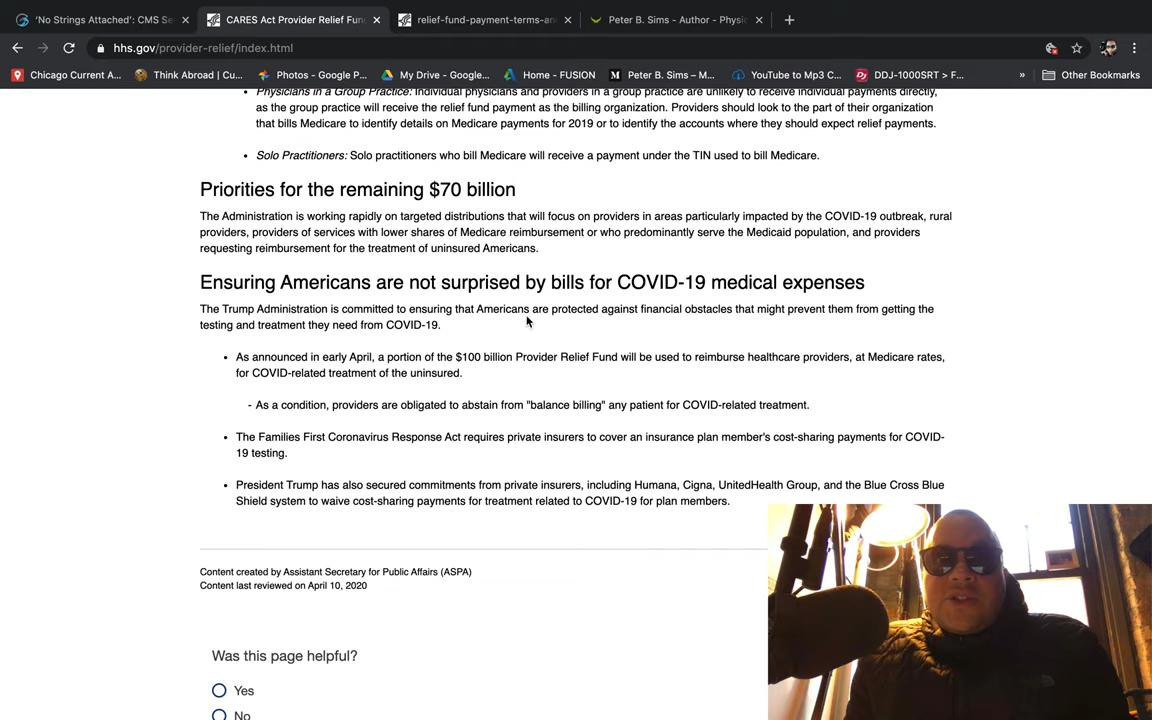 'No Strings Attached': CMS Se
CARES Act Provider Relief Fun
relief-fund-payment-terms-an
Peter B. Sims - Author - Physic
hhs.gov/provider-relief/index.html
Chicago Current A...
Think Abroad | Cu...
Photos - Google P...
My Drive - Google...
Home - FUSION
Peter B. Sims – M...
YouTube to Mp3 C...
DDJ-1000SRT > F...
»
Other Bookmarks
• Physicians in a Group Practice: Individual physicians and providers in a group practice are unlikely to receive individual payments directly,
as the group practice will receive the relief fund payment as the billing organization. Providers should look to the part of their organization
that bills Medicare to identify details on Medicare payments for 2019 or to identify the accounts where they should expect relief payments.
• Solo Practitioners: Solo practitioners who bill Medicare will receive a payment under the TIN used to bill Medicare.
Priorities for the remaining $70 billion
The Administration is working rapidly on targeted distributions that will focus on providers in areas particularly impacted by the COVID-19 outbreak, rural
providers, providers of services with lower shares of Medicare reimbursement or who predominantly serve the Medicaid population, and providers
requesting reimbursement for the treatment of uninsured Americans.
Ensuring Americans are not surprised by bills for COVID-19 medical expenses
The Trump Administration is committed to ensuring that Americans are protected against financial obstacles that might prevent them from getting the
testing and treatment they need from COVID-19.
• As announced in early April, a portion of the $100 billion Provider Relief Fund will be used to reimburse healthcare providers, at Medicare rates,
for COVID-related treatment of the uninsured.
- As a condition, providers are obligated to abstain from "balance billing" any patient for COVID-related treatment.
• The Families First Coronavirus Response Act requires private insurers to cover an insurance plan member's cost-sharing payments for COVID-
19 testing.
• President Trump has also secured commitments from private insurers, including Humana, Cigna, UnitedHealth Group, and the Blue Cross Blue
Shield system to waive cost-sharing payments for treatment related to COVID-19 for plan members.
Content created by Assistant Secretary for Public Affairs (ASPA)
Content last reviewed on April 10, 2020
Was this page helpful?
Yes
No